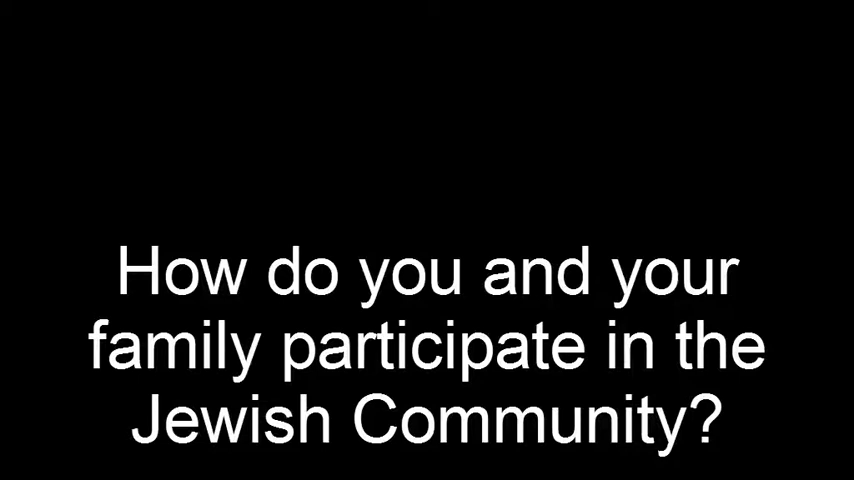 How do you and your
family participate in the
Jewish Community?